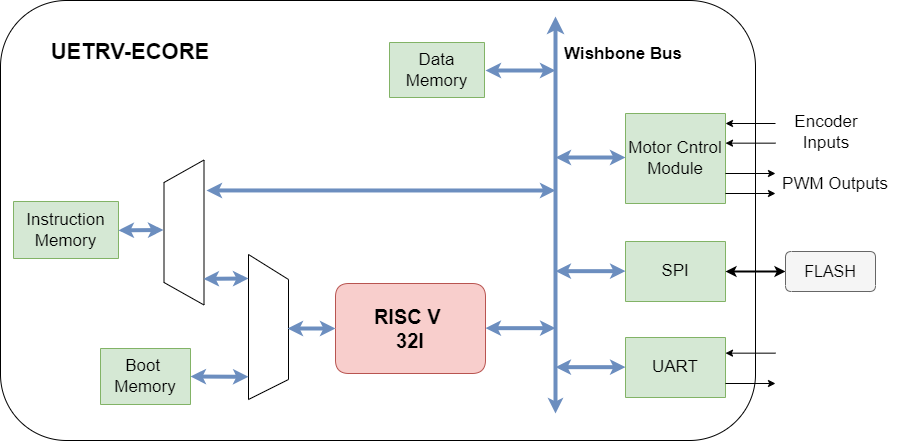 UETRV-ECORE
Data
Memory
Wishbone Bus
Motor Cntrol
Module
Encoder
Inputs
PWM Outputs
Instruction
Memory
SPI
FLASH
RISC V
32I
Boot
Memory
UART